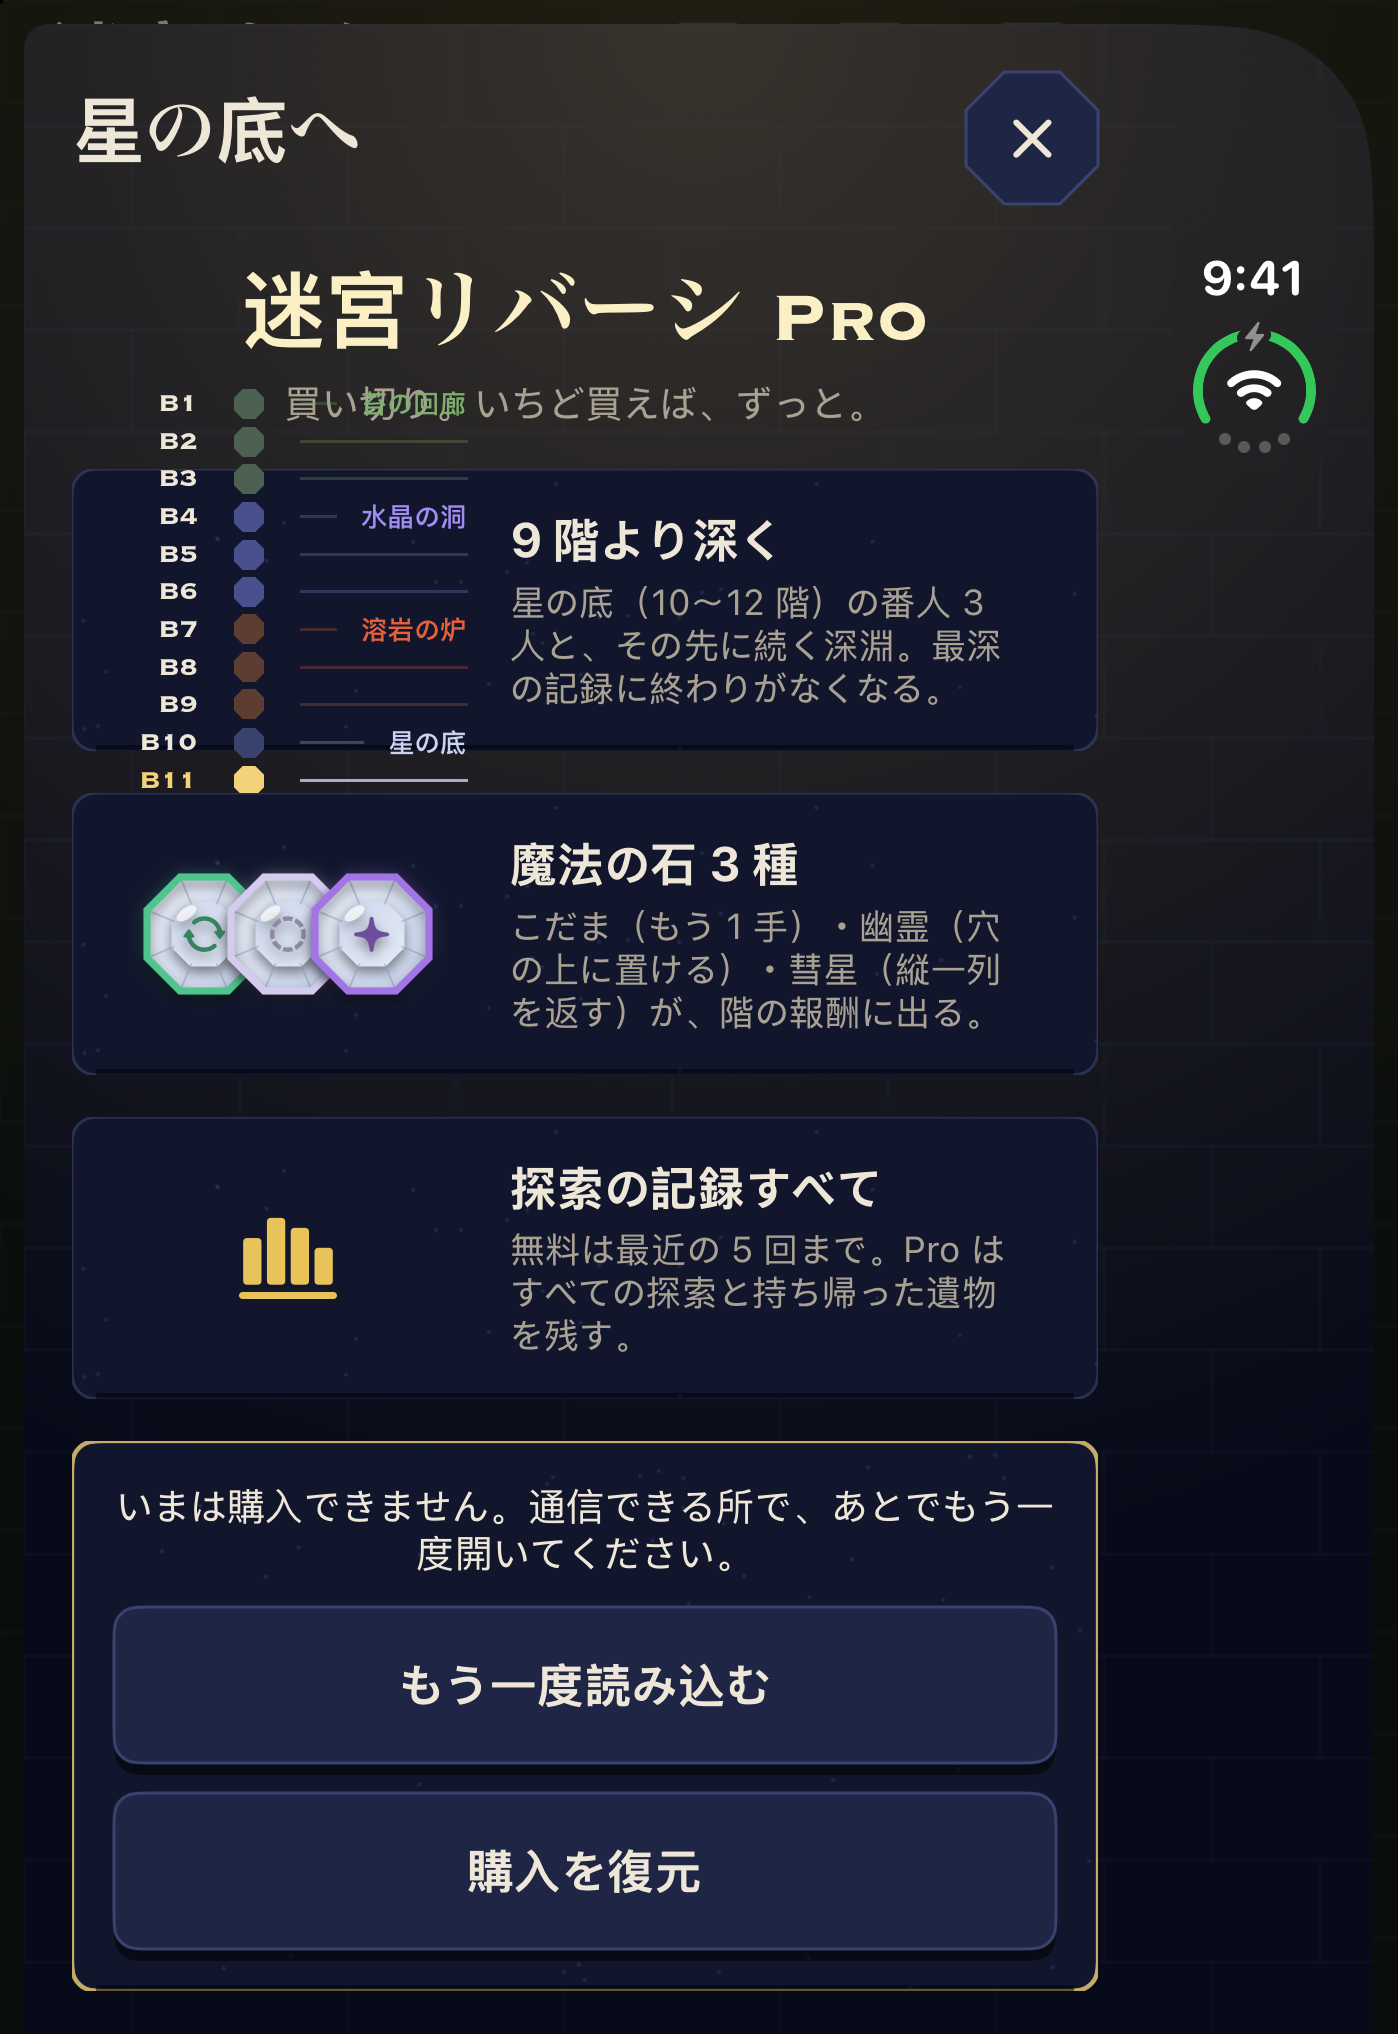 星の底へ
9:41
迷宮リバーシ PRO
買い切り。いちど買えば、ずっと。
B1
B2
B3
B4 水晶の洞
B5
B6
B7 溶岩の炉
B8
B9
B10 星の底
B11
9 階より深く
星の底（10〜12 階）の番人 3
人と、その先に続く深淵。最深
の記録に終わりがなくなる。
魔法の石 3 種
こだま（もう 1 手）・幽霊（穴
の上に置ける）・彗星（縦一列
を返す）が、階の報酬に出る。
探索の記録すべて
無料は最近の 5 回まで。Pro は
すべての探索と持ち帰った遺物
を残す。
いまは購入できません。通信できる所で、あとでもう一
度開いてください。
もう一度読み込む
購入を復元